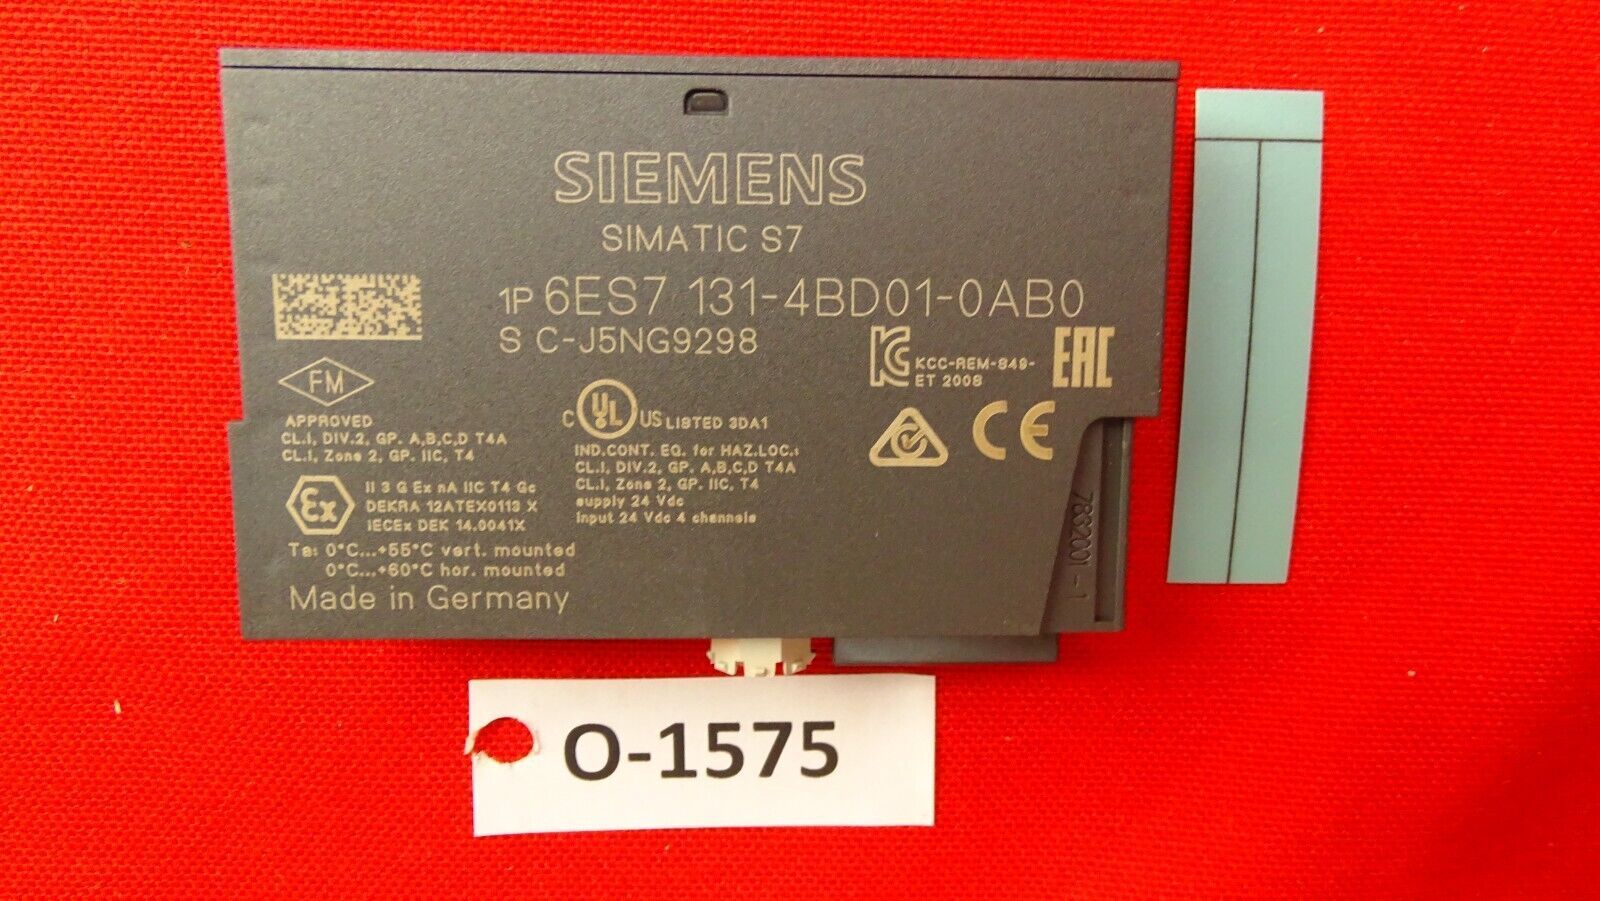 SIEMENS
SIMATIC S7
1P 6ES7 131-4BD01-0AB0
S C-J5NG9298
KCC-REM-S49-
ET 2008
EAC
FM
APPROVED
CL.I, DIV.2, GP. A,B,C,D T4A
CL.I, Zone 2, GP. IIC, T4
C UL US LISTED 3DA1
IND.CONT. EQ. for HAZ.LOC.:
CL.I, DIV.2, GP. A,B,C,D T4A
CL.I, Zone 2, GP. IIC, T4
supply 24 Vdc
input 24 Vdc 4 channels
CE
Ex
II 3 G Ex nA IIC T4 Gc
DEKRA 12ATEX0113 X
IECEx DEK 14.0041X
Ta: 0°C...+55°C vert. mounted
0°C...+60°C hor. mounted
Made in Germany
O-1575